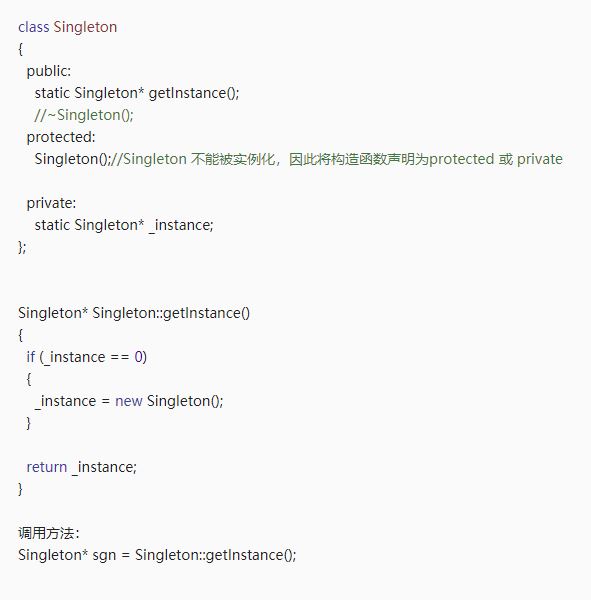 class Singleton
{
public:
static Singleton* getInstance();
//~Singleton();
protected:
Singleton();//Singleton 不能被实例化，因此将构造函数声明为protected 或 private
private:
static Singleton* _instance;
};
Singleton* Singleton::getInstance()
{
if (_instance == 0)
{
_instance = new Singleton();
}
return _instance;
}
调用方法：
Singleton* sgn = Singleton::getInstance();